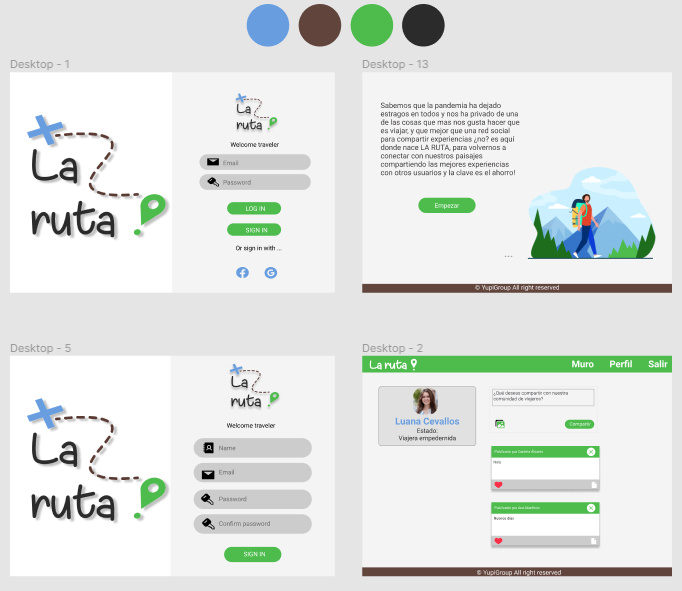 Desktop - 1
La
ruta
La
ruta
Welcome traveler
Email
Password
LOG IN
SIGN IN
Or sign in with ...
Desktop - 13
Sabemos que la pandemia ha dejado
estragos en todos y nos ha privado de una
de las cosas que mas nos gusta hacer que
es viajar, y que mejor que una red social
para compartir experiencias ¿no? es aquí
donde nace LA RUTA, para volvernos a
conectar con nuestros paisajes
compartiendo las mejores experiencias
con otros usuarios y la clave es el ahorro!
Empezar
...
© YupiGroup All right reserved
Desktop - 5
La
ruta
La
ruta
Welcome traveler
Name
Email
Password
Confirm password
SIGN IN
Desktop - 2
La ruta
Muro Perfil Salir
Luana Cevallos
Estado:
Viajera empedernida
¿Qué deseas compartir con nuestra
comunidad de viajeros?
Compartir
Publicado por
Hola
Publicado por
Buenos días
© YupiGroup All right reserved